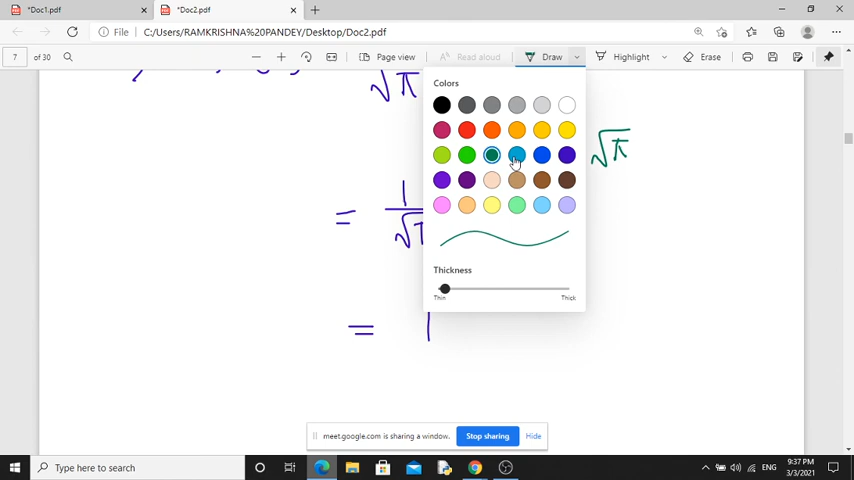 *Doc1.pdf *Doc2.pdf
File C:/Users/RAMKRISHNA%20PANDEY/Desktop/Doc2.pdf
7 of 30 Page view Read aloud Draw Highlight Erase
Colors
√π
√π
= 1
√π
Thickness
Thin Thick
= 1
meet.google.com is sharing a window. Stop sharing Hide
Type here to search ENG 9:37 PM
3/3/2021